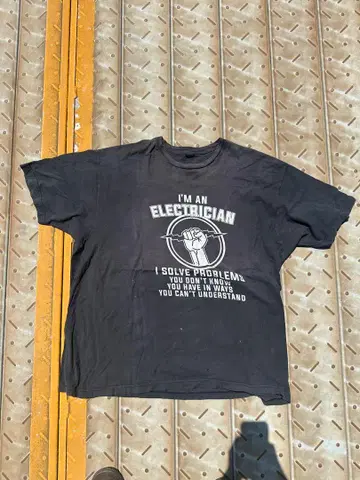 I'M AN
ELECTRICIAN
I SOLVE PROBLEMS
YOU DON'T KNOW
YOU HAVE IN WAYS
YOU CAN'T UNDERSTAND